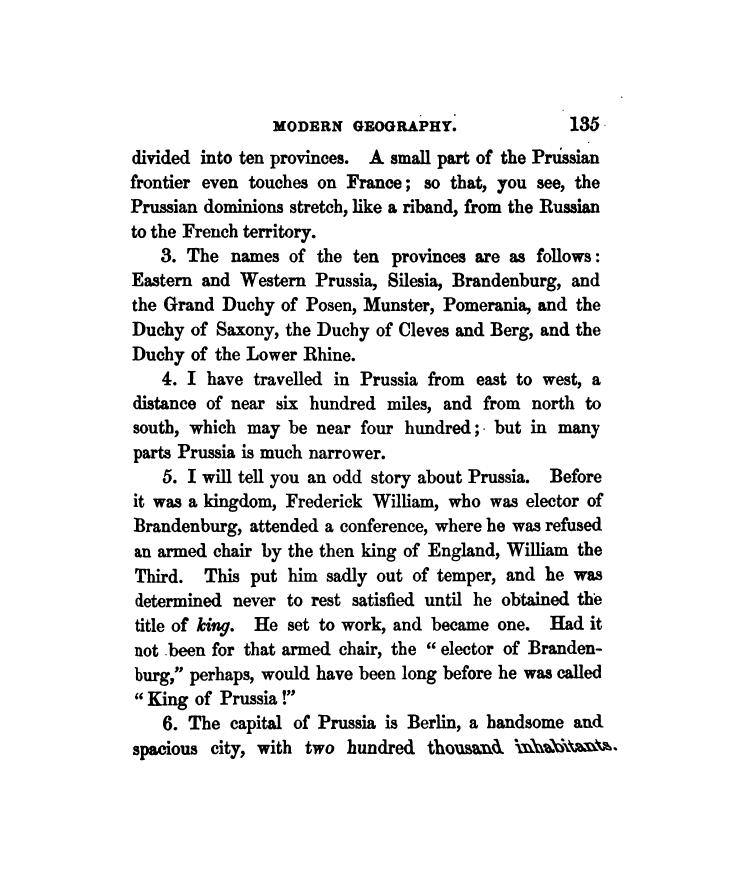 MODERN GEOGRAPHY. 135
divided into ten provinces. A small part of the Prussian
frontier even touches on France; so that, you see, the
Prussian dominions stretch, like a riband, from the Russian
to the French territory.
3. The names of the ten provinces are as follows:
Eastern and Western Prussia, Silesia, Brandenburg, and
the Grand Duchy of Posen, Munster, Pomerania, and the
Duchy of Saxony, the Duchy of Cleves and Berg, and the
Duchy of the Lower Rhine.
4. I have travelled in Prussia from east to west, a
distance of near six hundred miles, and from north to
south, which may be near four hundred; but in many
parts Prussia is much narrower.
5. I will tell you an odd story about Prussia. Before
it was a kingdom, Frederick William, who was elector of
Brandenburg, attended a conference, where he was refused
an armed chair by the then king of England, William the
Third. This put him sadly out of temper, and he was
determined never to rest satisfied until he obtained the
title of king. He set to work, and became one. Had it
not been for that armed chair, the "elector of Branden-
burg," perhaps, would have been long before he was called
"King of Prussia!"
6. The capital of Prussia is Berlin, a handsome and
spacious city, with two hundred thousand inhabitants.